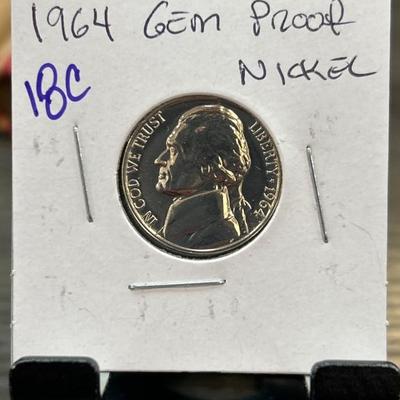 1964 GEM PROOF
NICKEL
18C
IN GOD WE TRUST
LIBERTY ★ 1964